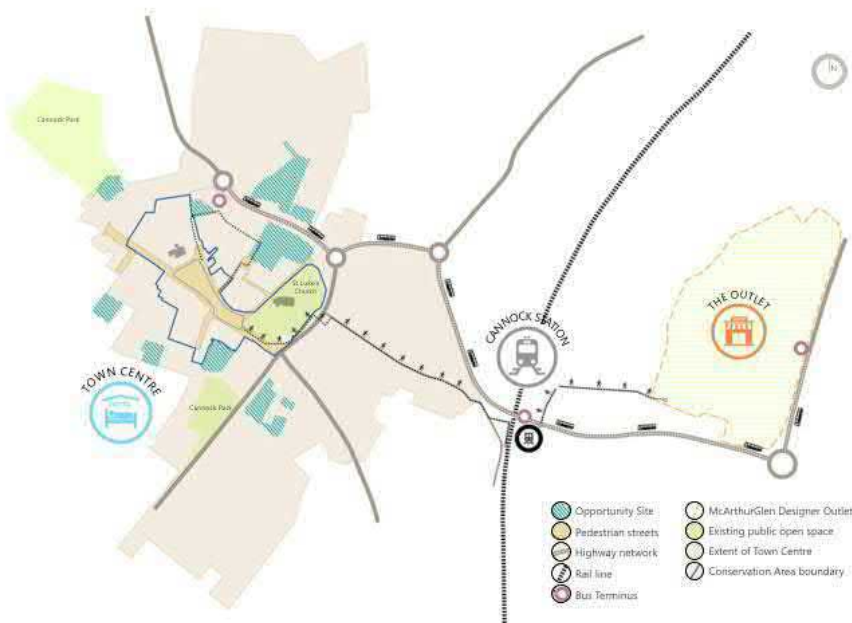 N
Cannock Park
St Luke's
Church
CANNOCK STATION
THE OUTLET
TOWN CENTRE
Cannock Park
Opportunity Site
Pedestrian streets
Highway network
Rail line
Bus Terminus
McArthurGlen Designer Outlet
Existing public open space
Extent of Town Centre
Conservation Area boundary